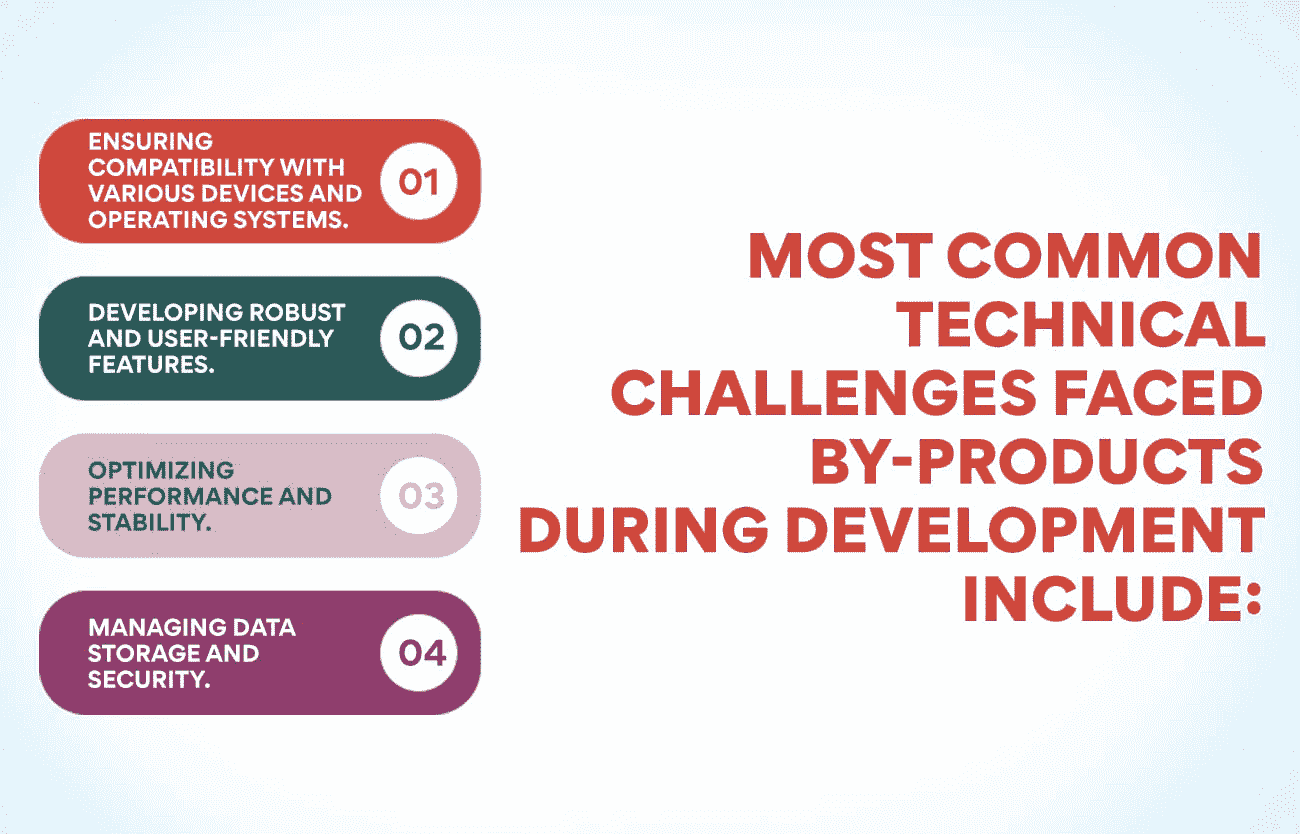 ENSURING
COMPATIBILITY WITH
VARIOUS DEVICES AND
OPERATING SYSTEMS.
01
DEVELOPING ROBUST
AND USER-FRIENDLY
FEATURES.
02
OPTIMIZING
PERFORMANCE AND
STABILITY.
03
MANAGING DATA
STORAGE AND
SECURITY.
04
MOST COMMON
TECHNICAL
CHALLENGES FACED
BY-PRODUCTS
DURING DEVELOPMENT
INCLUDE: